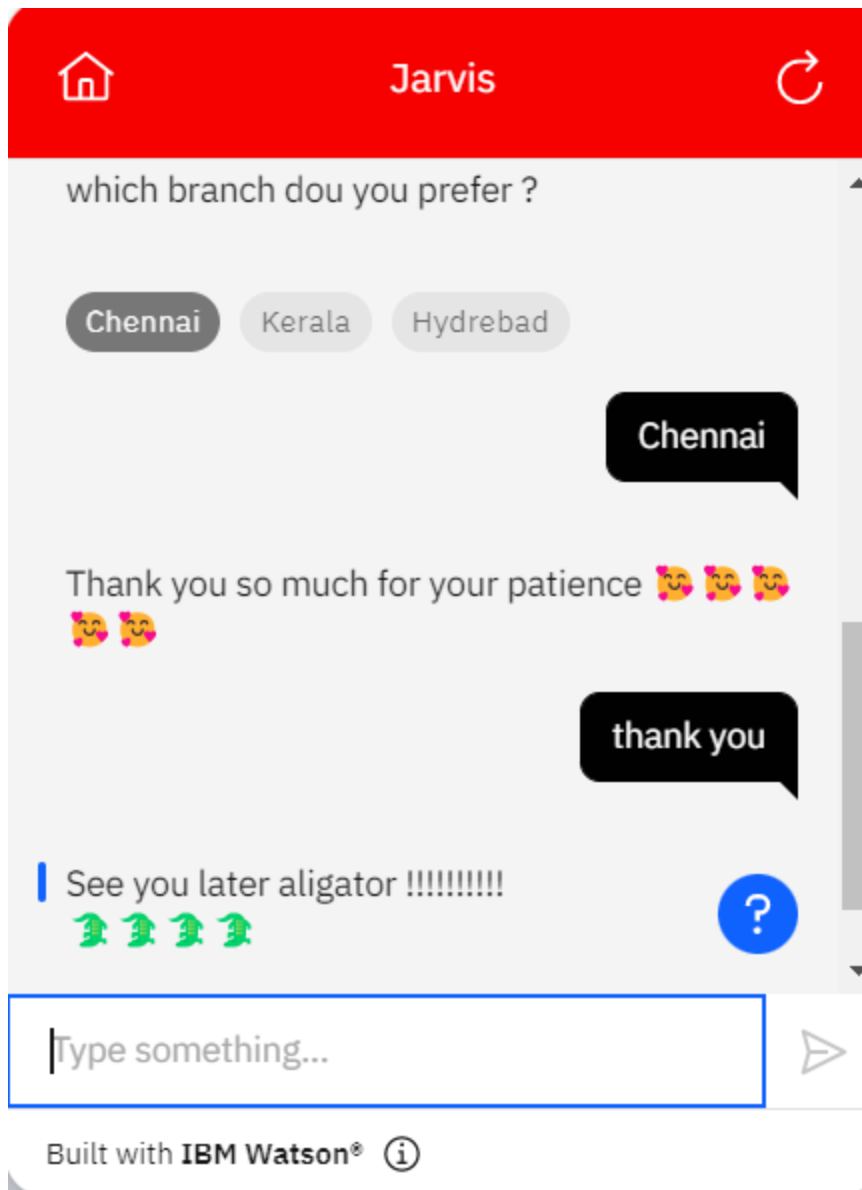 Jarvis
which branch dou you prefer ?
Chennai Kerala Hydrebad
Chennai
Thank you so much for your patience 🥰 🥰 🥰
🥰 🥰
thank you
See you later aligator !!!!!!!!!!
🐊 🐊 🐊 🐊
?
Type something...
Built with IBM Watson®